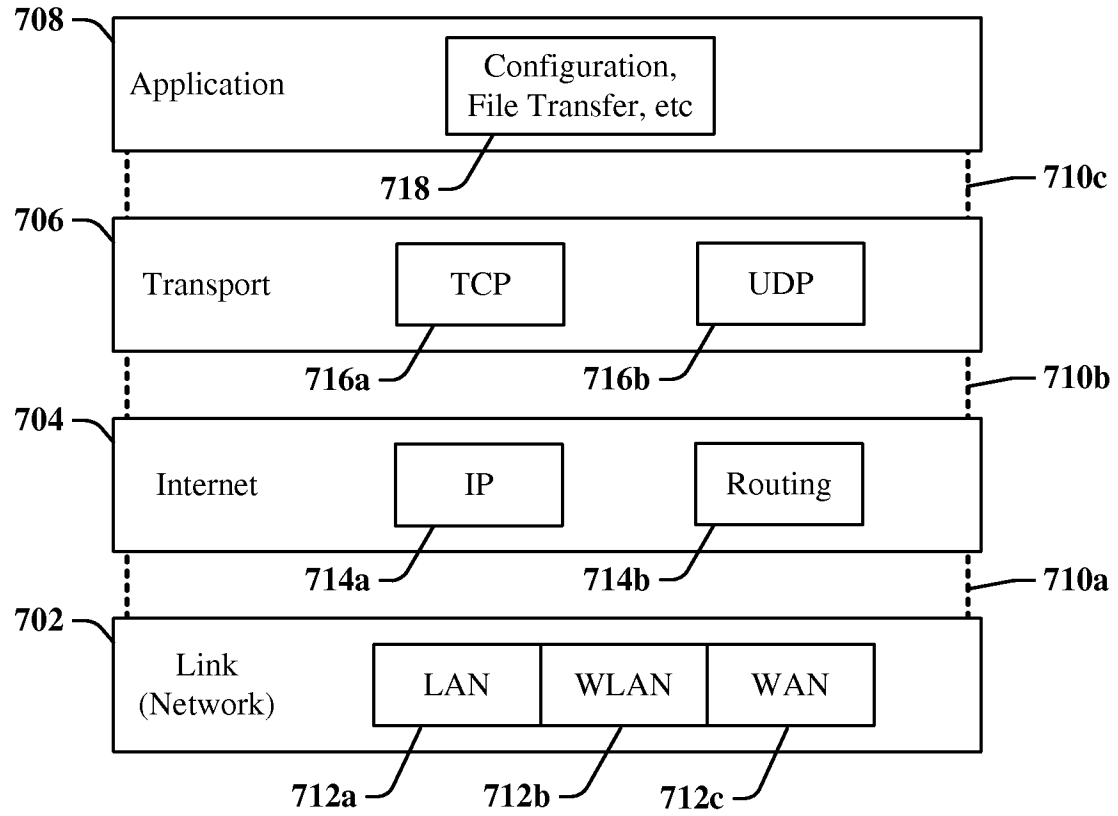 708
Application
Configuration,
File Transfer, etc
718
710c
706
Transport
TCP
UDP
716a
716b
710b
704
Internet
IP
Routing
714a
714b
710a
702
Link
(Network)
LAN
WLAN
WAN
712a
712b
712c